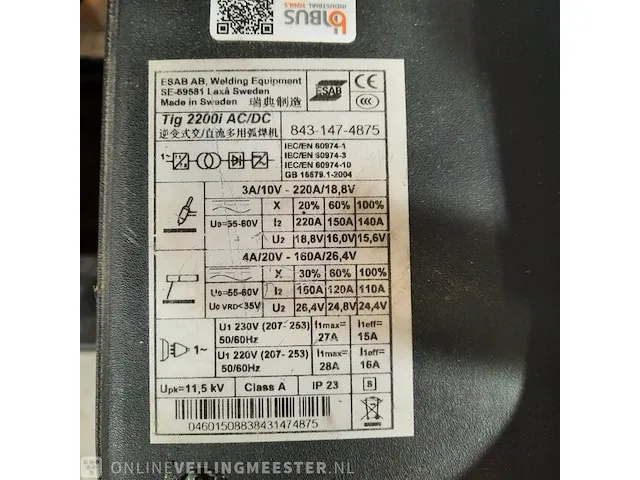 bIBUS
INDUSTRIAL TOOLS
ESAB AB, Welding Equipment
SE-69581 Laxå Sweden
Made in Sweden 瑞典制造
ESAB
CE
CCC
Tig 2200i AC/DC
逆变式交/直流多用弧焊机
843-147-4875
1~
IEC/EN 60974-1
IEC/EN 60974-3
IEC/EN 60974-10
GB 15579.1-2004
3A/10V - 220A/18,8V
X 20% 60% 100%
U0=55-60V I2 220A 150A 140A
U2 18,8V 16,0V 15,6V
4A/20V - 160A/26,4V
X 30% 60% 100%
U0=55-60V I2 160A 120A 110A
U0 VRD<35V U2 26,4V 24,8V 24,4V
1~
U1 230V (207- 253) 50/60Hz I1max= 27A I1eff= 15A
U1 220V (207- 253) 50/60Hz I1max= 28A I1eff= 16A
Upk=11,5 kV Class A IP 23 S
04601508838431474875
ONLINEVEILINGMEESTER.NL